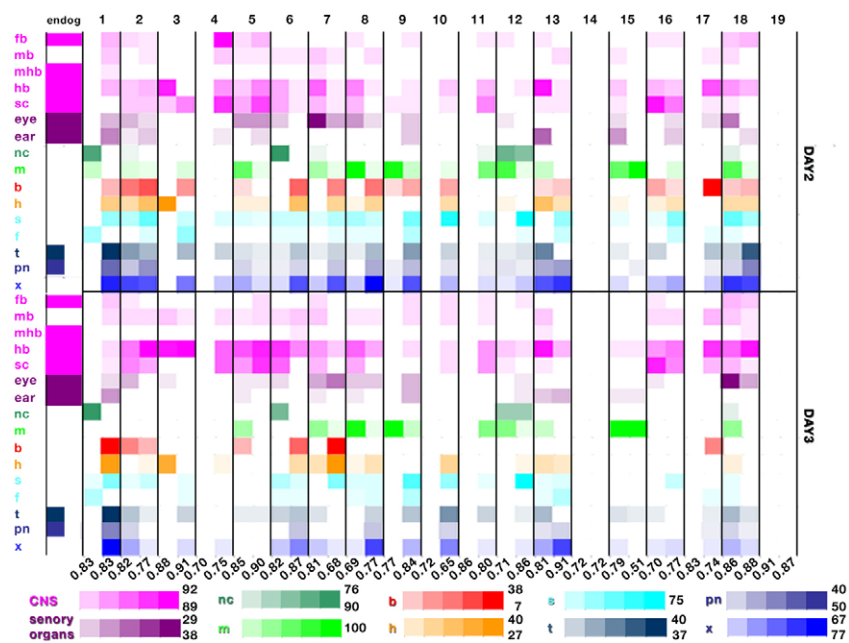 endog 1 2 3 4 5 6 7 8 9 10 11 12 13 14 15 16 17 18 19
fb
mb
mhb
hb
sc
eye
ear
nc
m
b
h
s
f
t
pn
x
DAY2
fb
mb
mhb
hb
sc
eye
ear
nc
m
b
h
s
f
t
pn
x
DAY3
0.83 0.83 0.82 0.77 0.88 0.91 0.70 0.75 0.85 0.90 0.82 0.87 0.81 0.68 0.69 0.77 0.77 0.84 0.72 0.65 0.86 0.80 0.71 0.86 0.81 0.91 0.72 0.72 0.79 0.51 0.70 0.77 0.83 0.74 0.86 0.88 0.91 0.87
CNS 92 89 nc 76 90 b 38 7 s 75 pn 40 50
senory organs 29 38 m 100 h 40 27 t 40 37 x 67 77